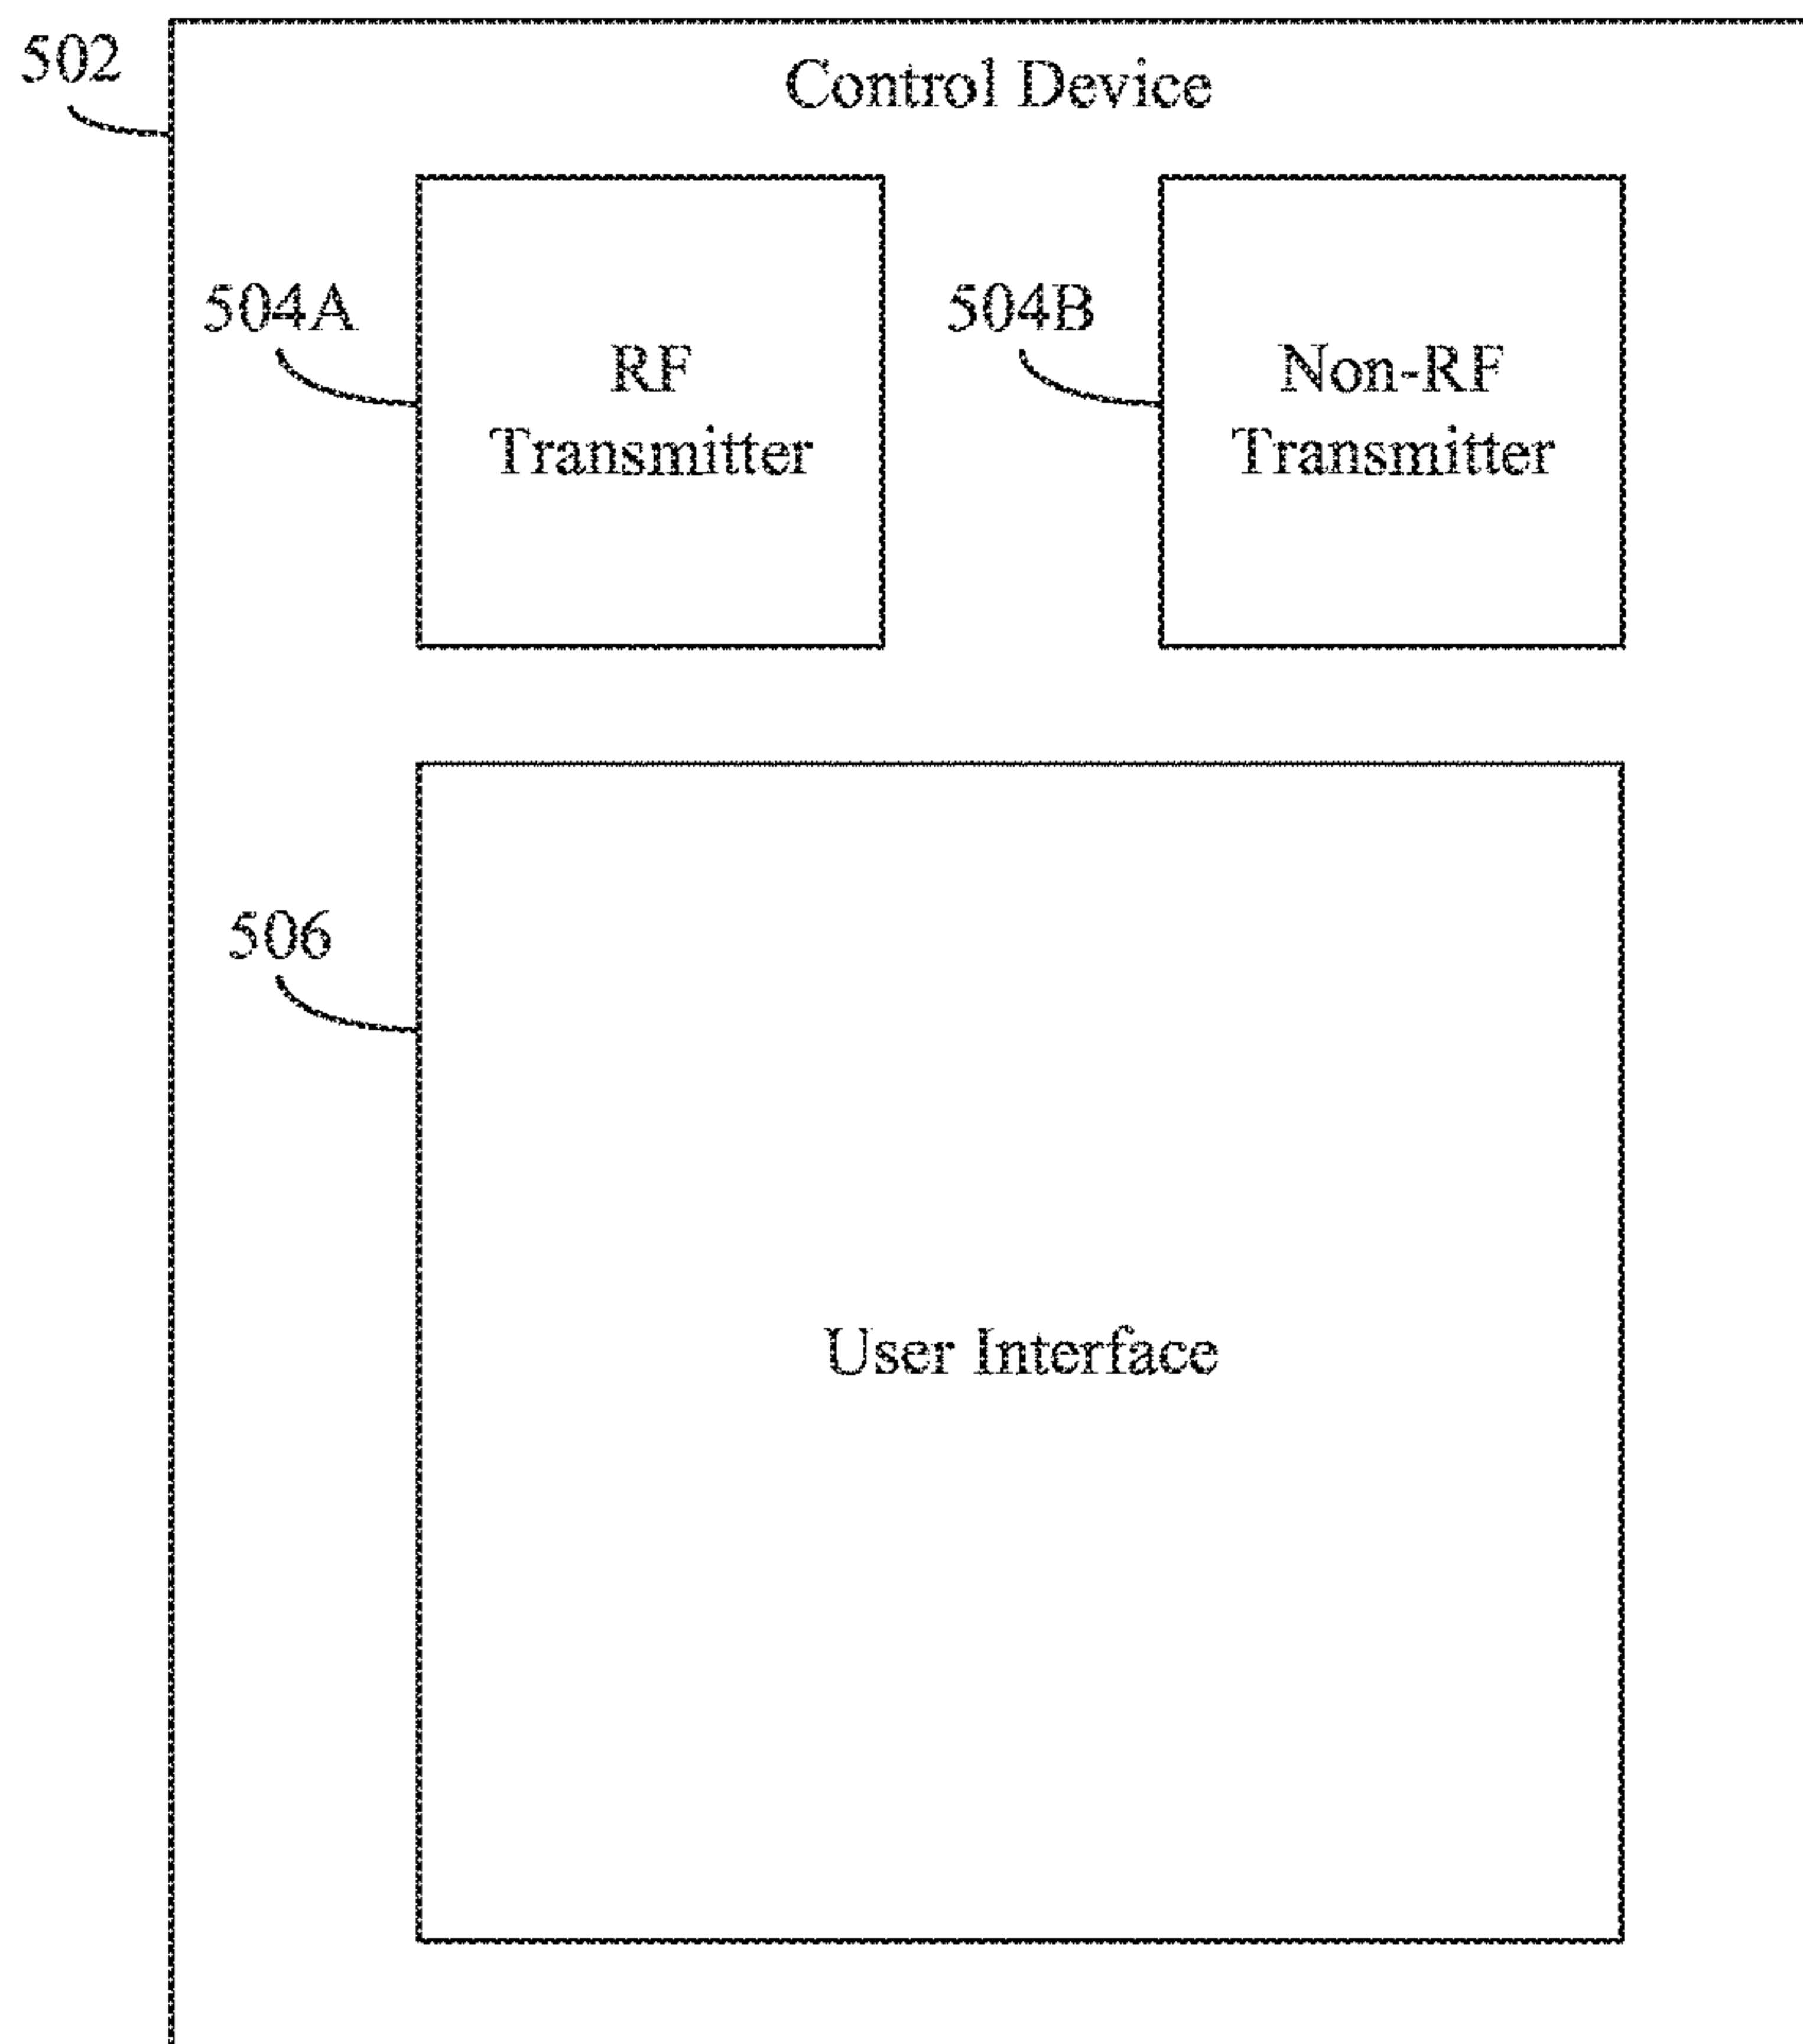 502
Control Device
504A
RF
Transmitter
504B
Non-RF
Transmitter
506
User Interface